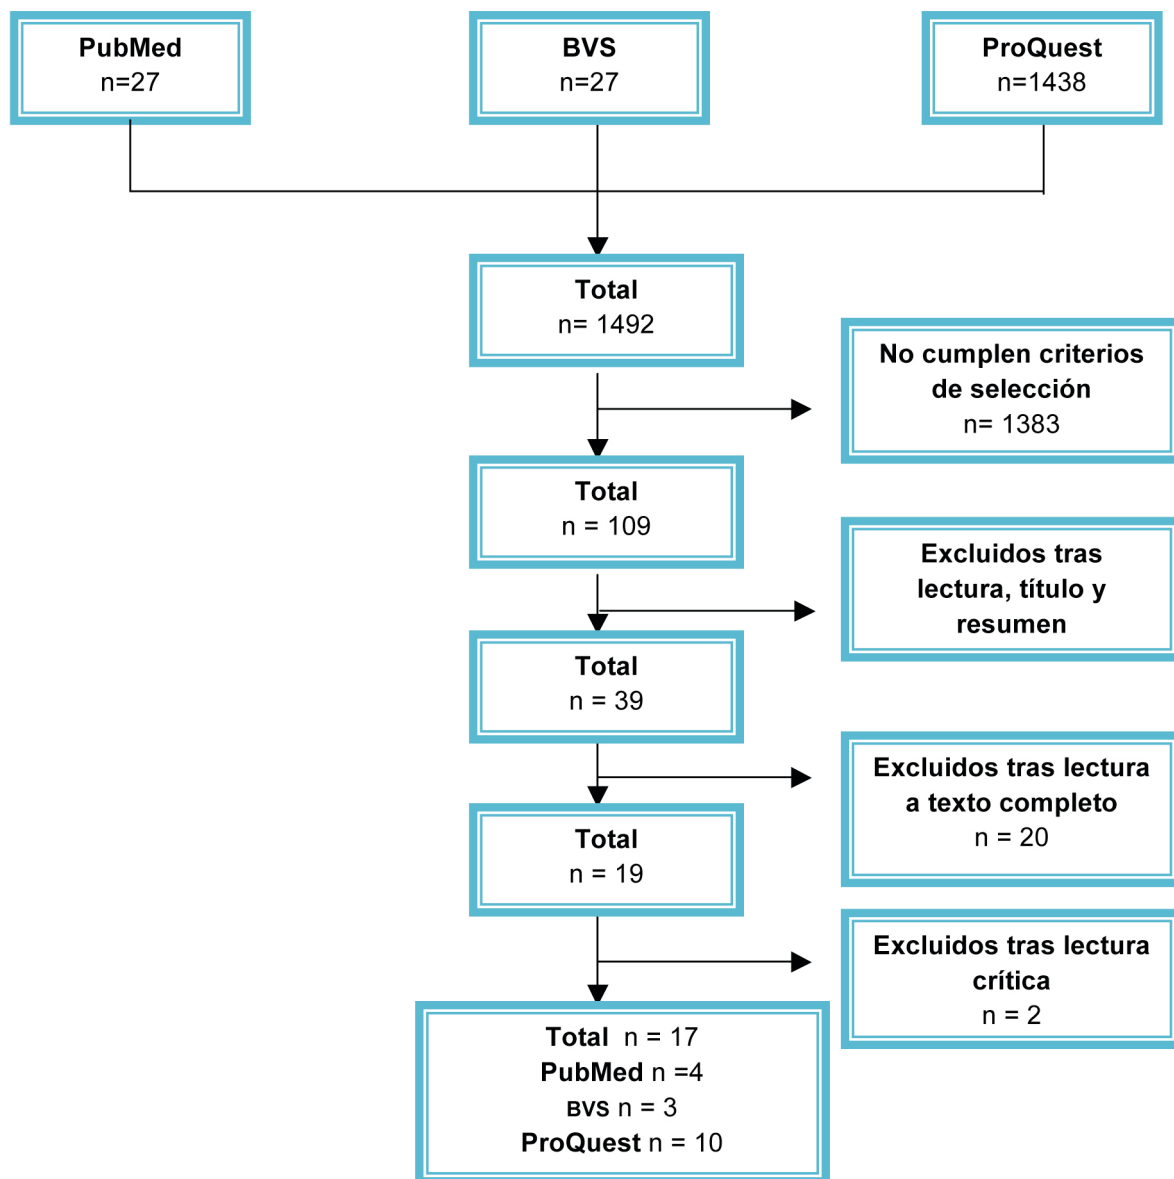 PubMed
n=27
BVS
n=27
ProQuest
n=1438
Total
n= 1492
No cumplen criterios
de selección
n= 1383
Total
n = 109
Excluidos tras
lectura, título y
resumen
Total
n = 39
Excluidos tras lectura
a texto completo
n = 20
Total
n = 19
Excluidos tras lectura
crítica
n = 2
Total n = 17
PubMed n =4
BVS n = 3
ProQuest n = 10